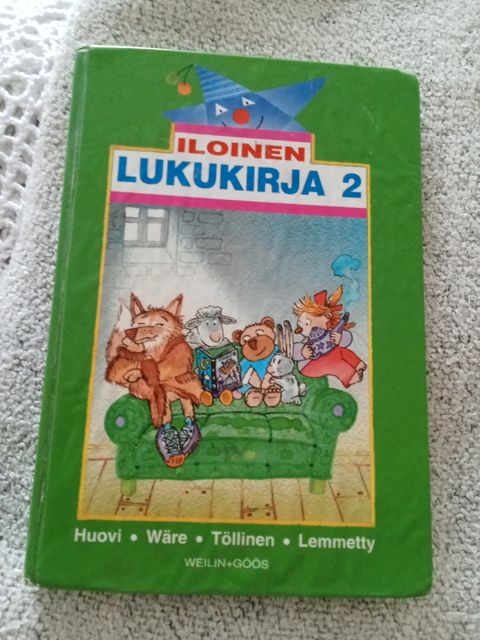 ILOINEN
LUKUKIRJA 2
Huovi • Wäre • Töllinen • Lemmetty
WEILIN+GÖÖS